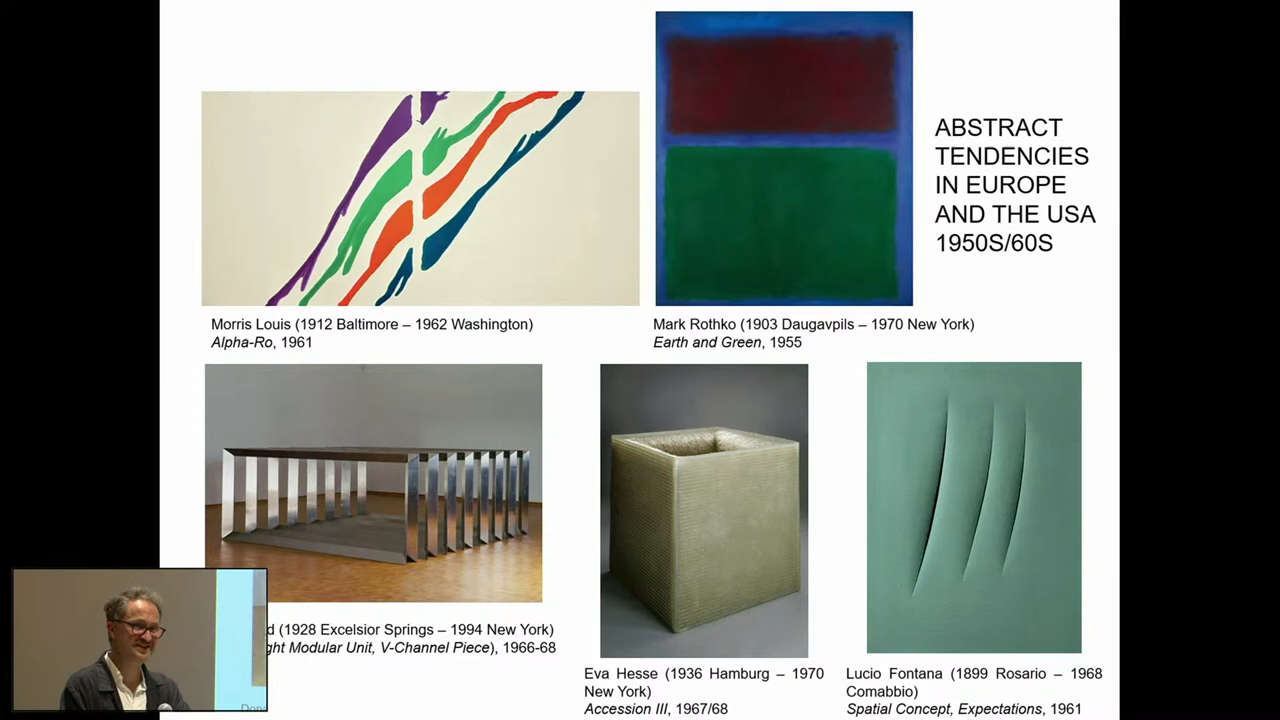 ABSTRACT
TENDENCIES
IN EUROPE
AND THE USA
1950S/60S
Morris Louis (1912 Baltimore – 1962 Washington)
Alpha-Ro, 1961
Mark Rothko (1903 Daugavpils – 1970 New York)
Earth and Green, 1955
(1928 Excelsior Springs – 1994 New York)
Modular Unit, V-Channel Piece), 1966-68
Eva Hesse (1936 Hamburg – 1970
New York)
Accession III, 1967/68
Lucio Fontana (1899 Rosario – 1968
Comabbio)
Spatial Concept, Expectations, 1961